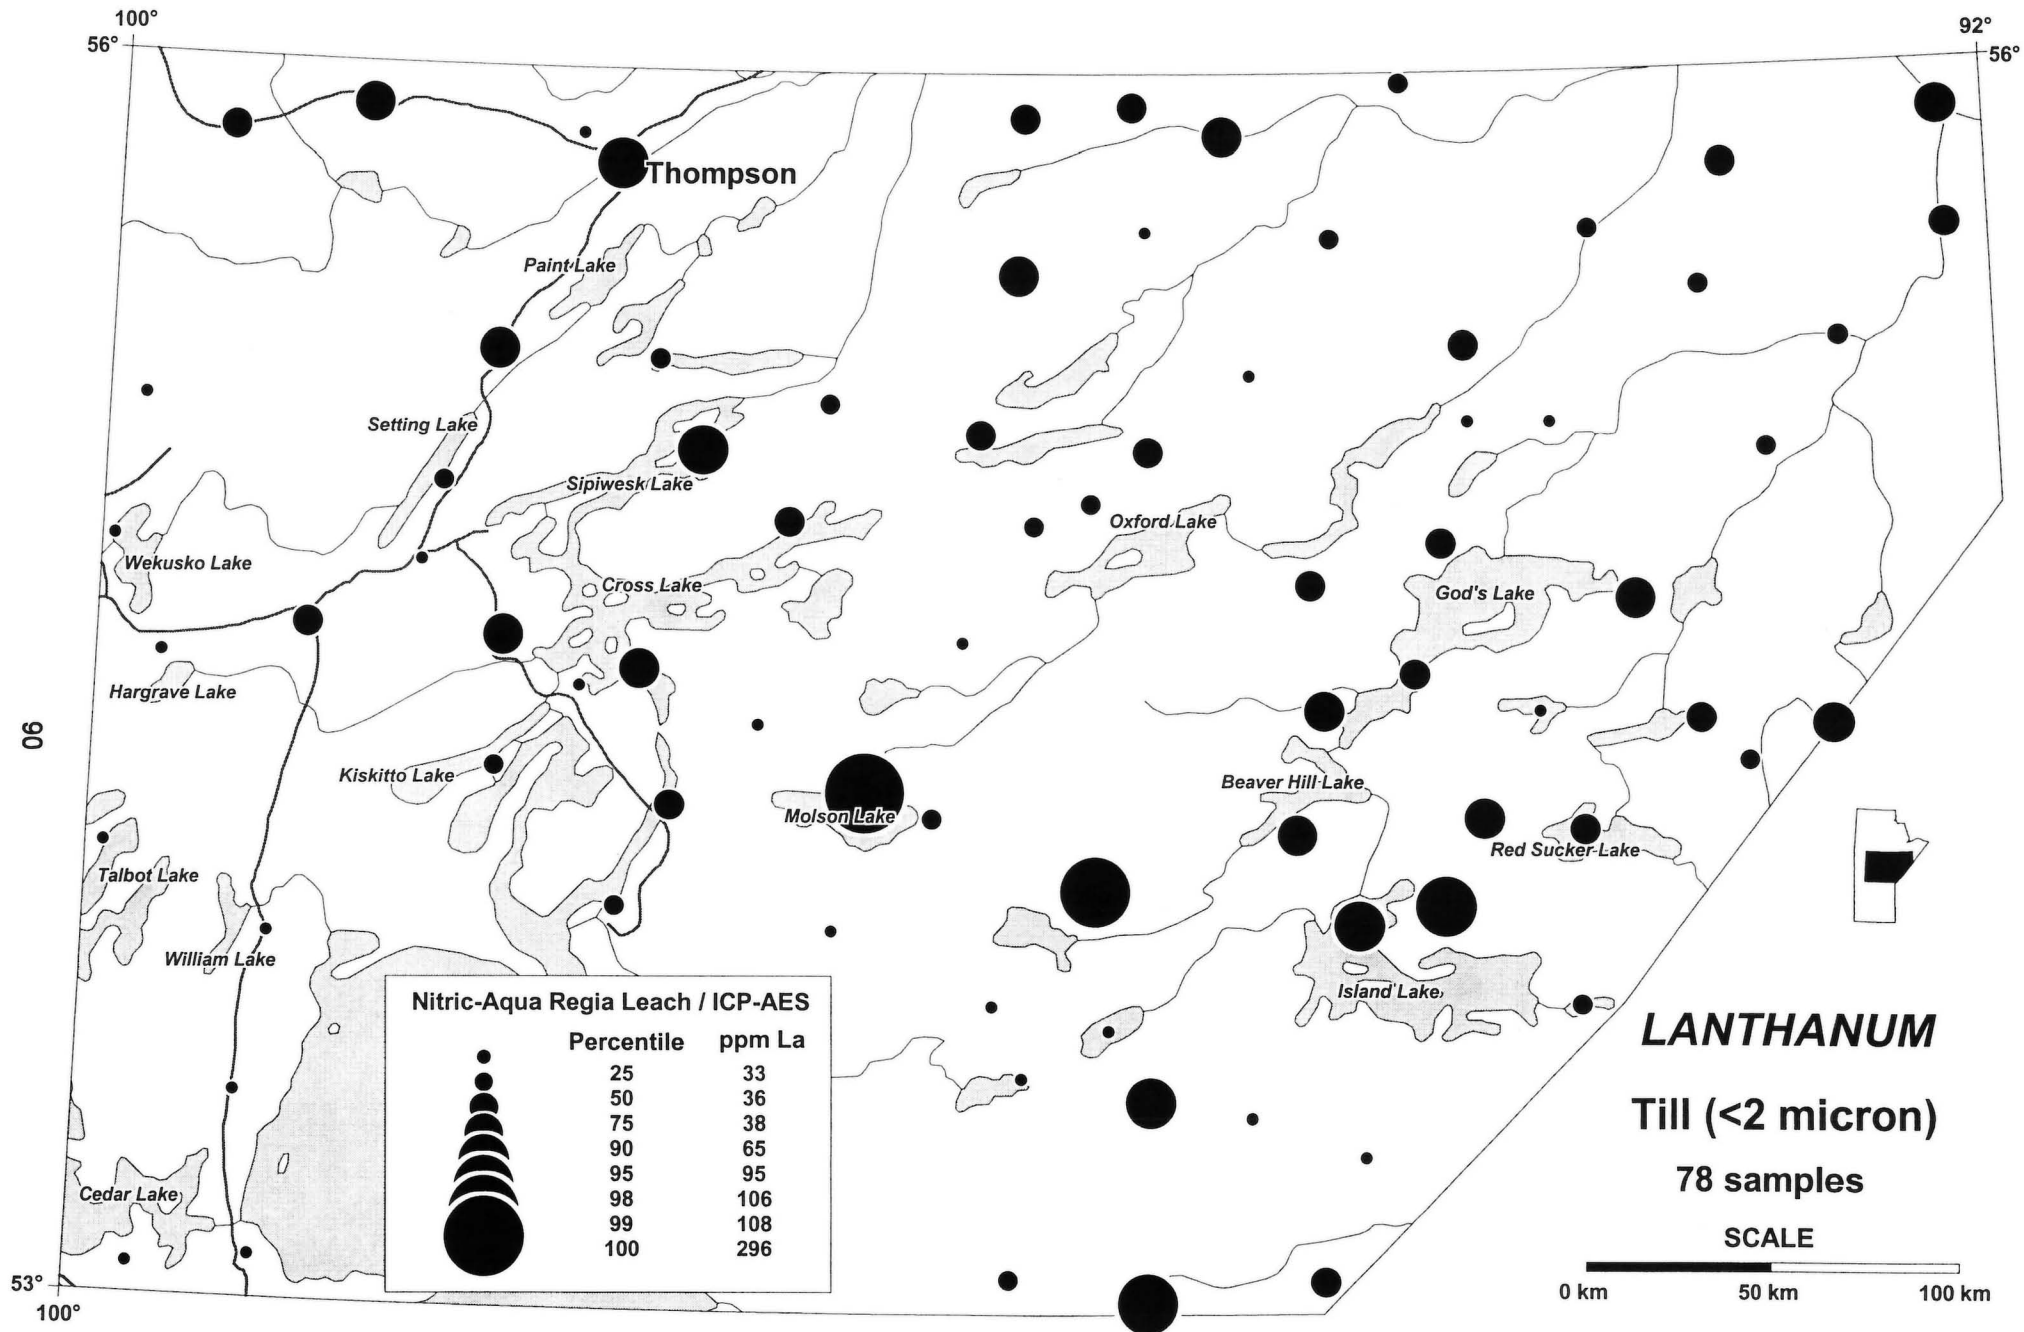 100°
92°
56°
56°
Thompson
Paint Lake
Setting Lake
Sipiwesk Lake
Oxford Lake
Wekusko Lake
Cross Lake
God's Lake
Hargrave Lake
90
Kiskitto Lake
Beaver Hill Lake
Molson Lake
Red Sucker Lake
Talbot Lake
William Lake
Island Lake
Nitric-Aqua Regia Leach / ICP-AES
Percentile ppm La
25 33
50 36
75 38
90 65
95 95
98 106
99 108
100 296
LANTHANUM
Till (<2 micron)
78 samples
SCALE
0 km 50 km 100 km
Cedar Lake
53°
100°